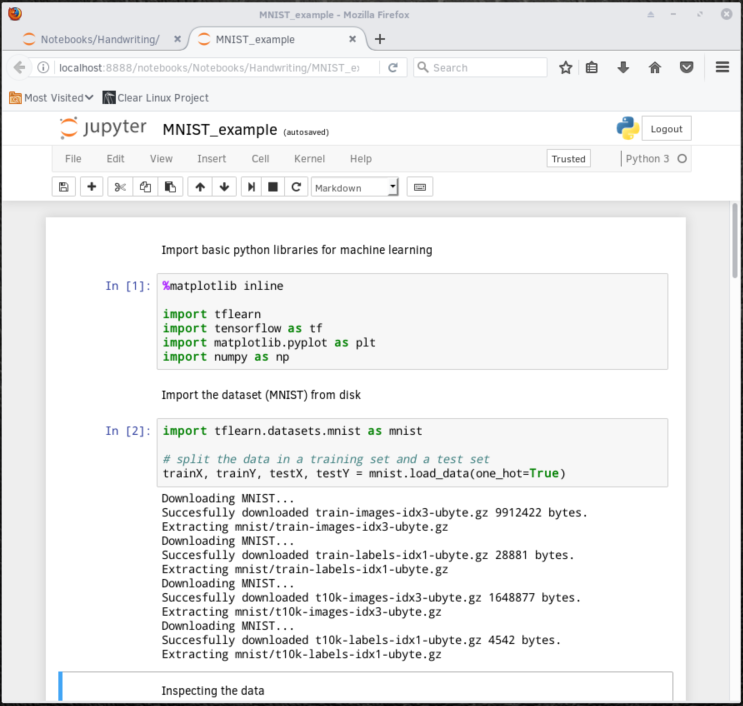 MNIST_example - Mozilla Firefox
Notebooks/Handwriting/
MNIST_example
localhost:8888/notebooks/Notebooks/Handwriting/MNIST_e
Search
Most Visited
Clear Linux Project
jupyter MNIST_example (autosaved)
Logout
File Edit View Insert Cell Kernel Help
Trusted
Python 3
Markdown
Import basic python libraries for machine learning
In [1]: %matplotlib inline
import tflearn
import tensorflow as tf
import matplotlib.pyplot as plt
import numpy as np
Import the dataset (MNIST) from disk
In [2]: import tflearn.datasets.mnist as mnist
# split the data in a training set and a test set
trainX, trainY, testX, testY = mnist.load_data(one_hot=True)
Downloading MNIST...
Succesfully downloaded train-images-idx3-ubyte.gz 9912422 bytes.
Extracting mnist/train-images-idx3-ubyte.gz
Downloading MNIST...
Succesfully downloaded train-labels-idx1-ubyte.gz 28881 bytes.
Extracting mnist/train-labels-idx1-ubyte.gz
Downloading MNIST...
Succesfully downloaded t10k-images-idx3-ubyte.gz 1648877 bytes.
Extracting mnist/t10k-images-idx3-ubyte.gz
Downloading MNIST...
Succesfully downloaded t10k-labels-idx1-ubyte.gz 4542 bytes.
Extracting mnist/t10k-labels-idx1-ubyte.gz
Inspecting the data